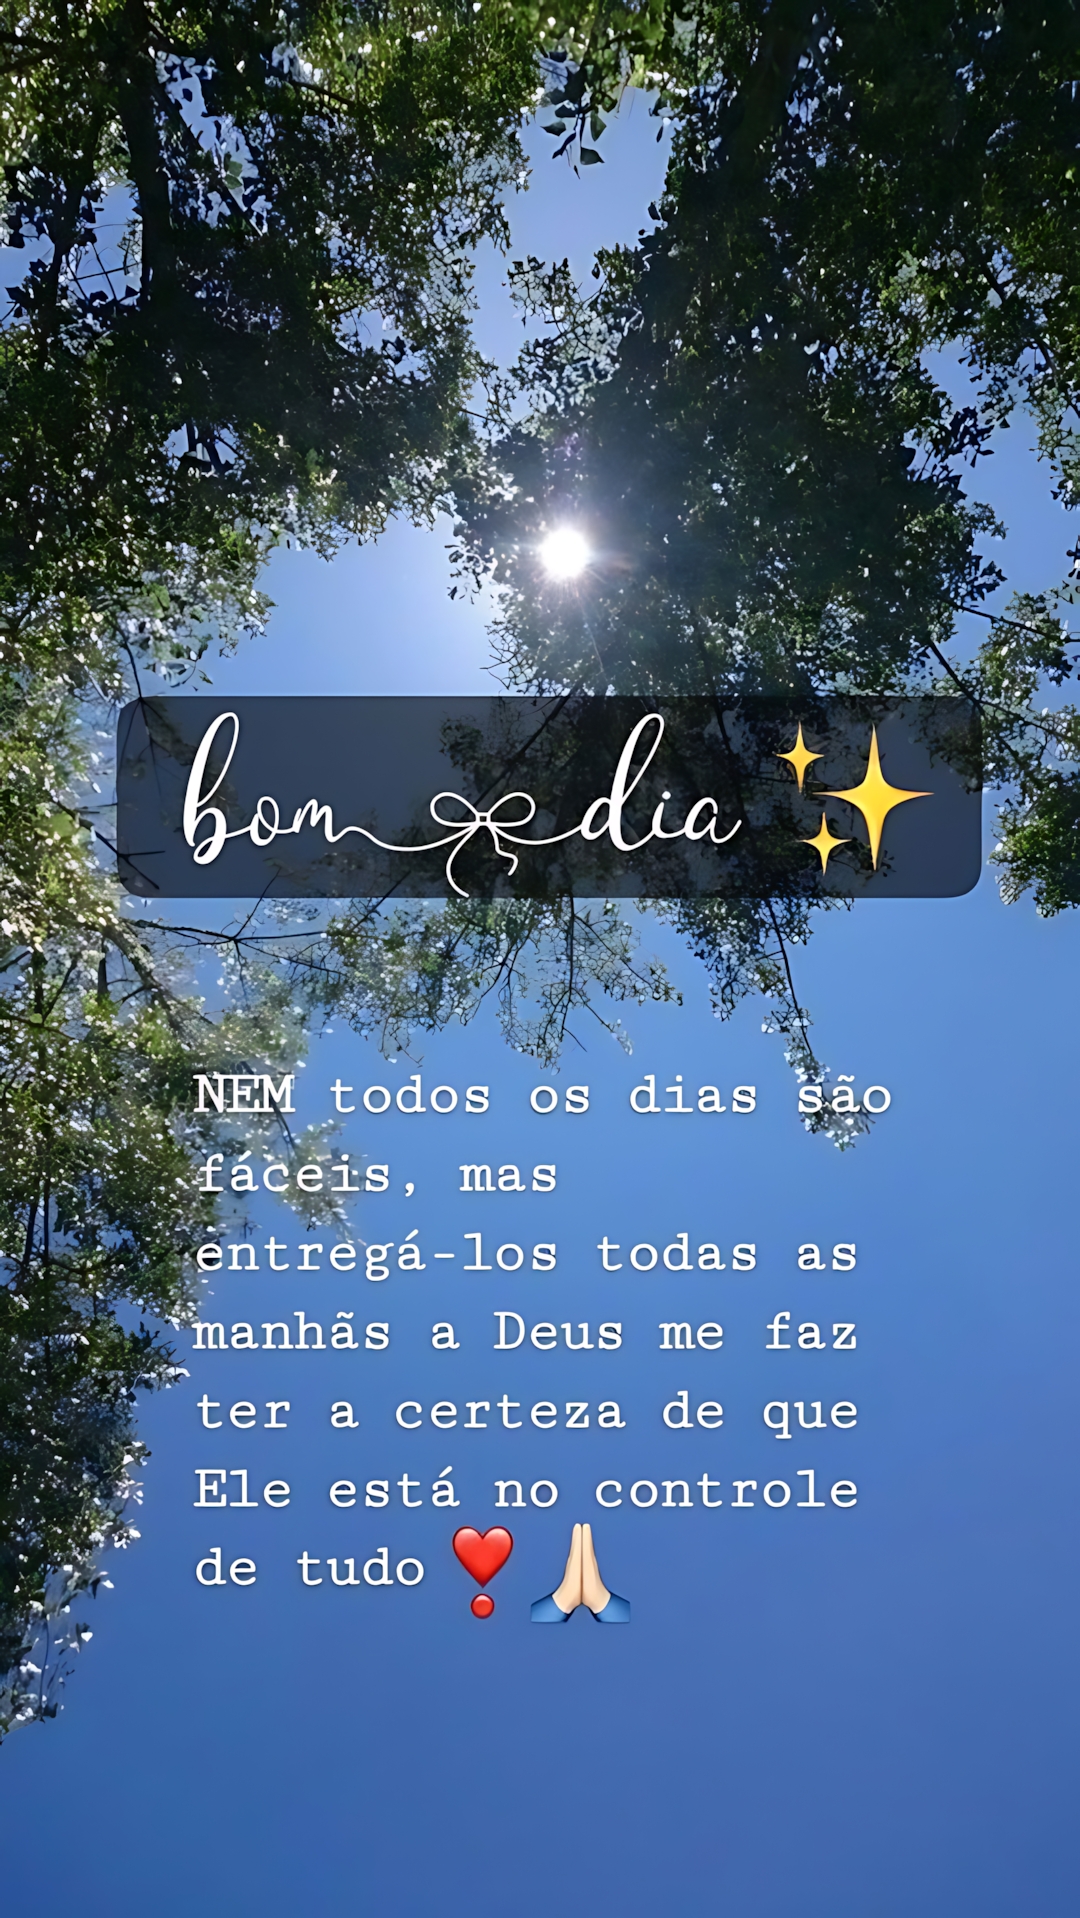 bom dia ✨
NEM todos os dias são
fáceis, mas
entregá-los todas as
manhãs a Deus me faz
ter a certeza de que
Ele está no controle
de tudo ❣️🙏🏻